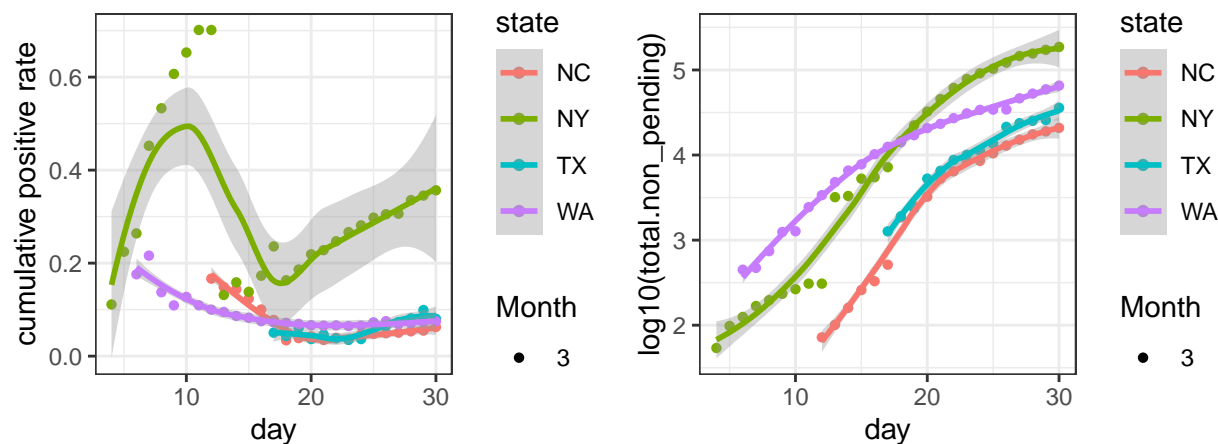 cumulative positive rate
0.6
0.4
0.2
0.0
10
20
30
day
state
NC
NY
TX
WA
Month
3
log10(total.non_pending)
5
4
3
2
10
20
30
day
state
NC
NY
TX
WA
Month
3